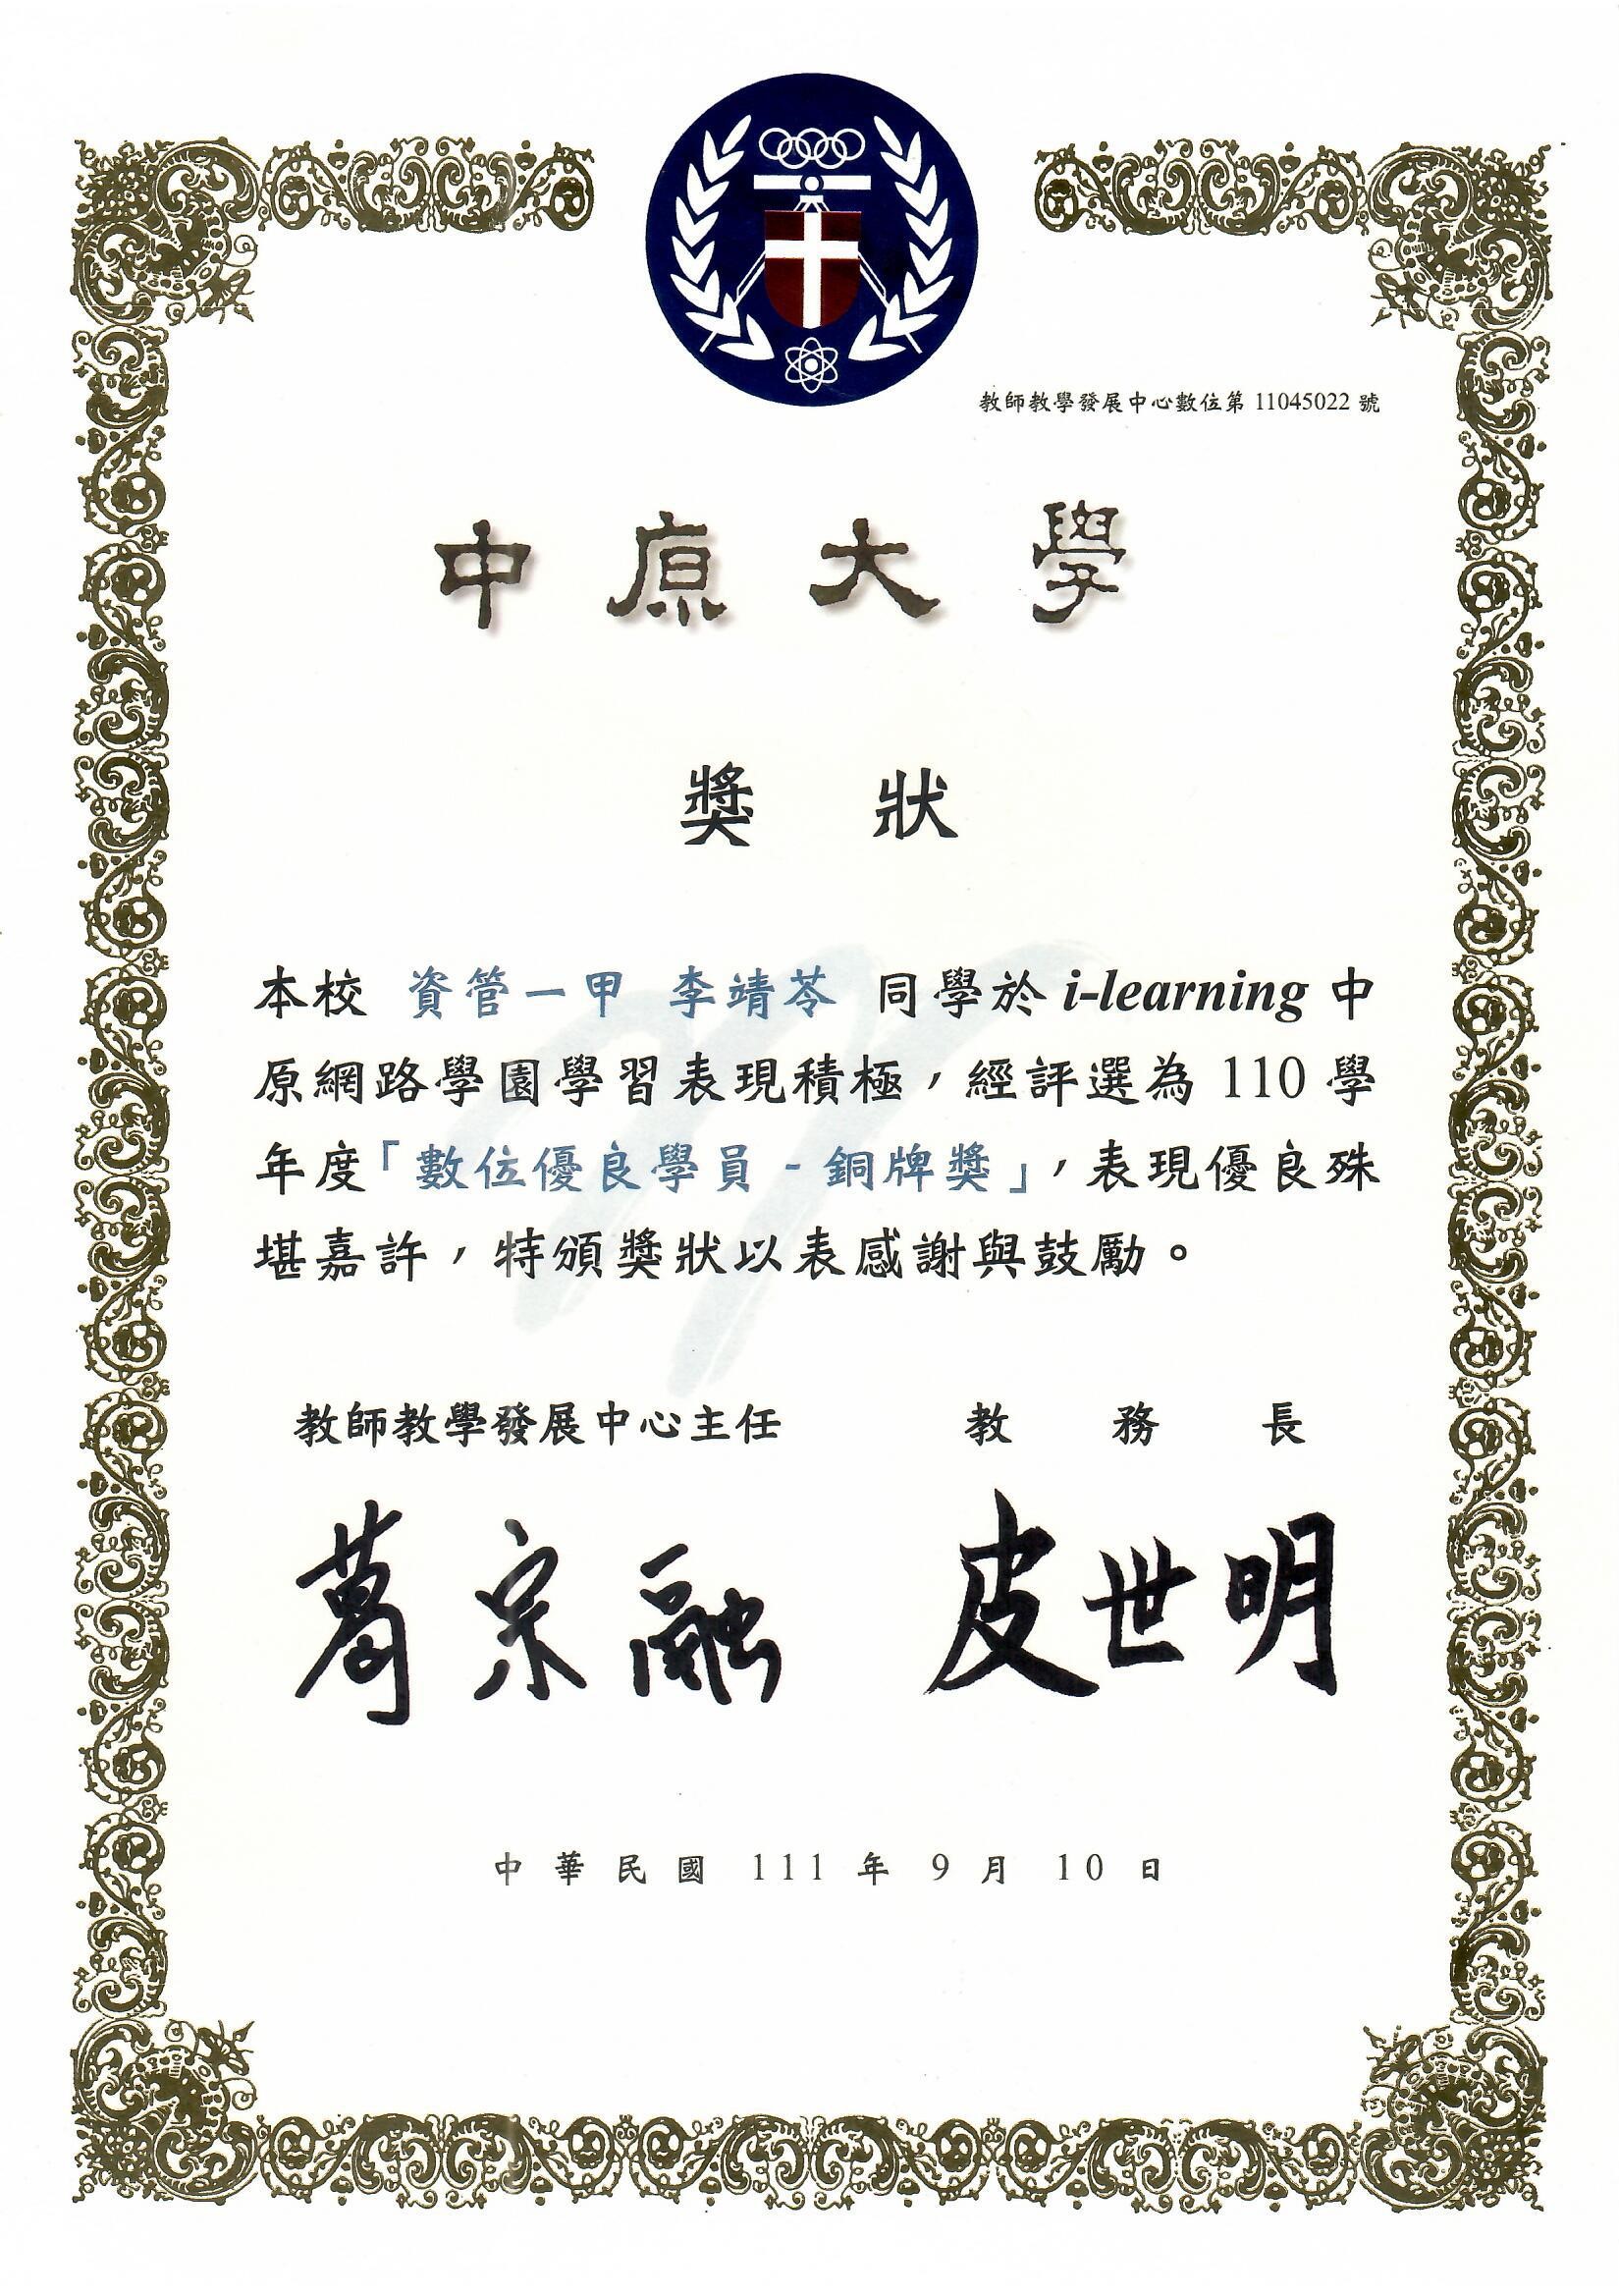 教師教學發展中心數位第 11045022 號
中原大學
獎狀
本校 資管一甲 李靖苓 同學於 i-learning 中
原網路學園學習表現積極，經評選為 110 學
年度「數位優良學員 - 銅牌獎」，表現優良殊
堪嘉許，特頒獎狀以表感謝與鼓勵。
教師教學發展中心主任 教務長
葛宗融 皮世明
中華民國 111 年 9 月 10 日